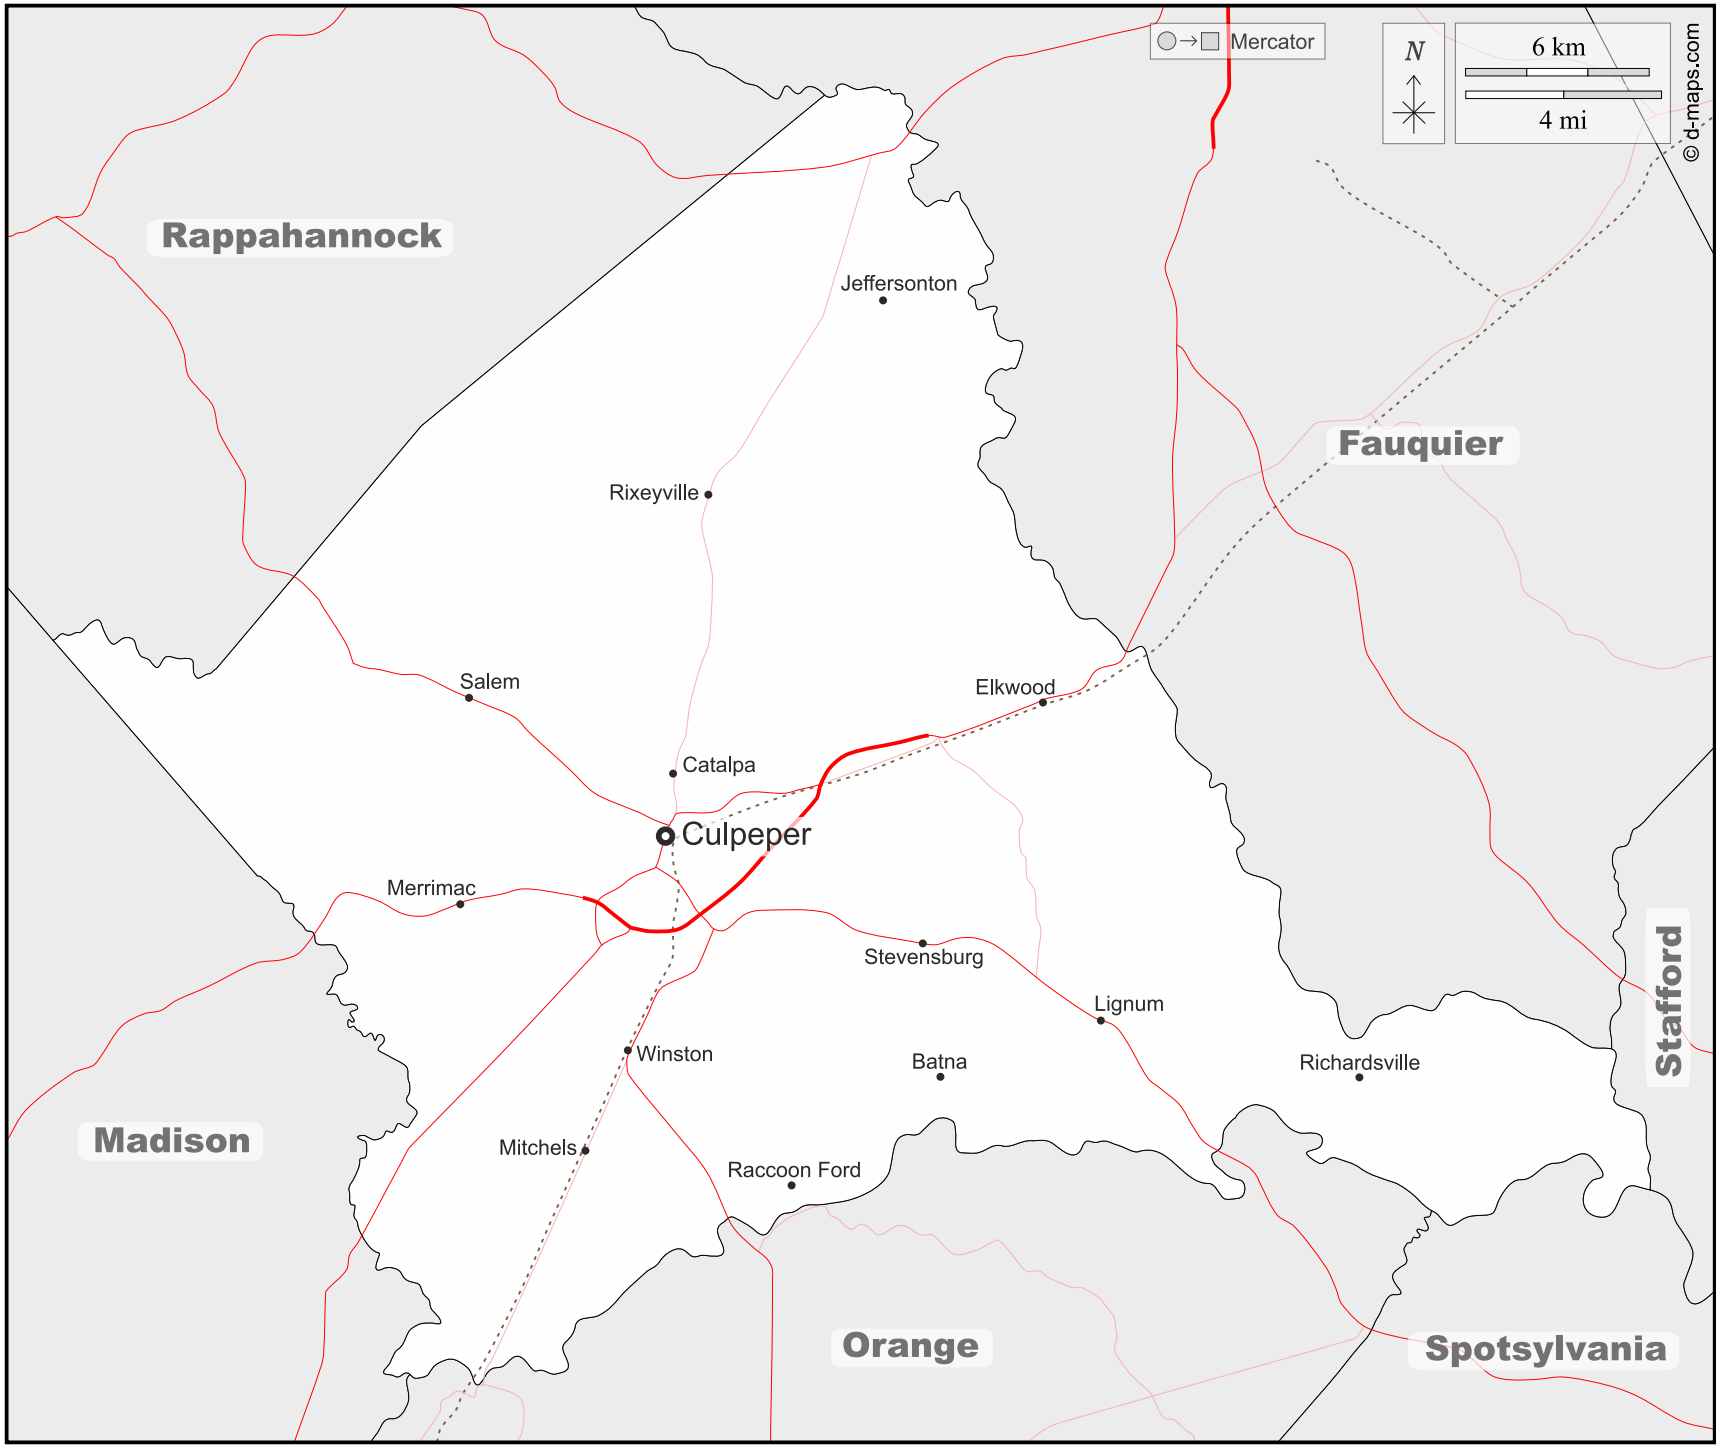 Mercator
N
6 km
4 mi
© d-maps.com
Rappahannock
Jeffersonton
Fauquier
Rixeyville
Salem
Elkwood
Catalpa
Culpeper
Merrimac
Stevensburg
Stafford
Lignum
Winston
Batna
Richardsville
Madison
Mitchels
Raccoon Ford
Orange
Spotsylvania